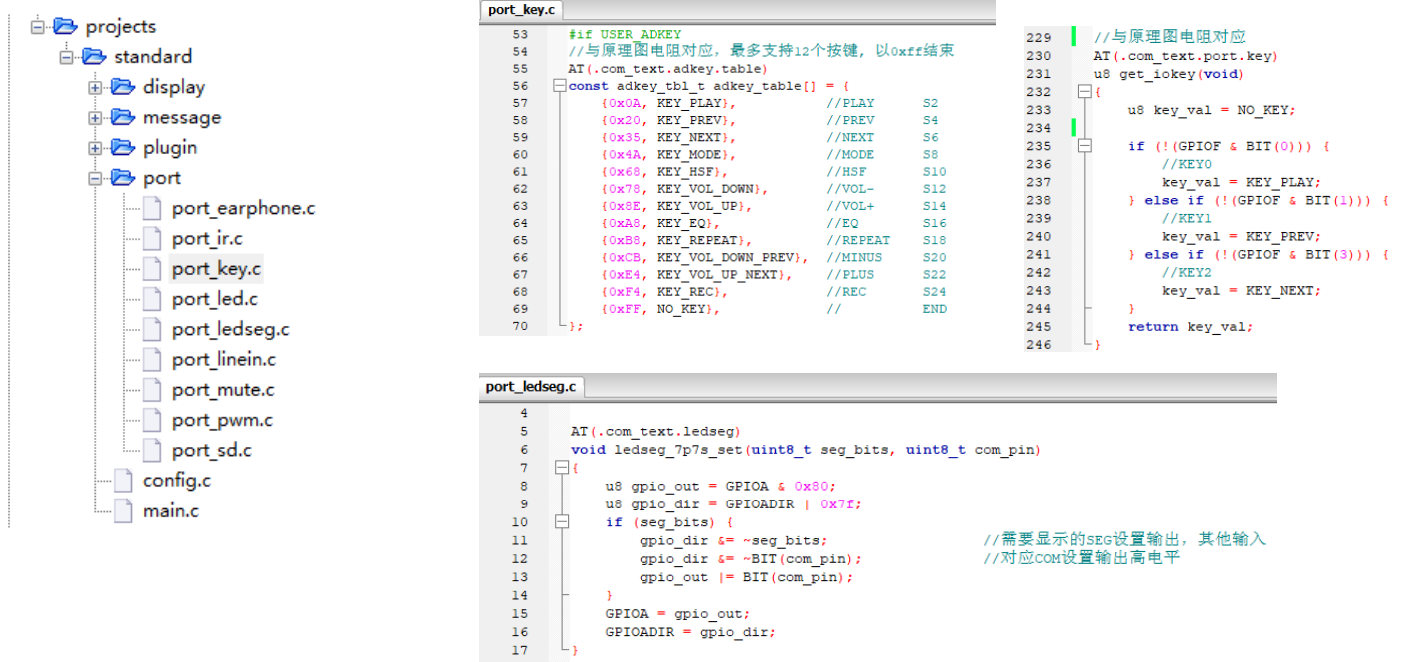 projects
standard
display
message
plugin
port
port_earphone.c
port_ir.c
port_key.c
port_led.c
port_ledseg.c
port_linein.c
port_mute.c
port_pwm.c
port_sd.c
config.c
main.c
port_key.c
53 #if USER_ADKEY
54 //与原理图电阻对应，最多支持12个按键, 以0xff结束
55 AT(.com_text.adkey.table)
56 const adkey_tbl_t adkey_table[] = {
57 {0x0A, KEY_PLAY}, //PLAY S2
58 {0x20, KEY_PREV}, //PREV S4
59 {0x35, KEY_NEXT}, //NEXT S6
60 {0x4A, KEY_MODE}, //MODE S8
61 {0x68, KEY_HSF}, //HSF S10
62 {0x78, KEY_VOL_DOWN}, //VOL- S12
63 {0x8E, KEY_VOL_UP}, //VOL+ S14
64 {0xA8, KEY_EQ}, //EQ S16
65 {0xB8, KEY_REPEAT}, //REPEAT S18
66 {0xCB, KEY_VOL_DOWN_PREV}, //MINUS S20
67 {0xE4, KEY_VOL_UP_NEXT}, //PLUS S22
68 {0xF4, KEY_REC}, //REC S24
69 {0xFF, NO_KEY}, // END
70 };
229 //与原理图电阻对应
230 AT(.com_text.port.key)
231 u8 get_iokey(void)
232 {
233 u8 key_val = NO_KEY;
234
235 if (!(GPIOF & BIT(0))) {
236 //KEY0
237 key_val = KEY_PLAY;
238 } else if (!(GPIOF & BIT(1))) {
239 //KEY1
240 key_val = KEY_PREV;
241 } else if (!(GPIOF & BIT(3))) {
242 //KEY2
243 key_val = KEY_NEXT;
244 }
245 return key_val;
246 }
port_ledseg.c
4
5 AT(.com_text.ledseg)
6 void ledseg_7p7s_set(uint8_t seg_bits, uint8_t com_pin)
7 {
8 u8 gpio_out = GPIOA & 0x80;
9 u8 gpio_dir = GPIOADIR | 0x7f;
10 if (seg_bits) {
11 gpio_dir &= ~seg_bits; //需要显示的SEG设置输出，其他输入
12 gpio_dir &= ~BIT(com_pin); //对应COM设置输出高电平
13 gpio_out |= BIT(com_pin);
14 }
15 GPIOA = gpio_out;
16 GPIOADIR = gpio_dir;
17 }